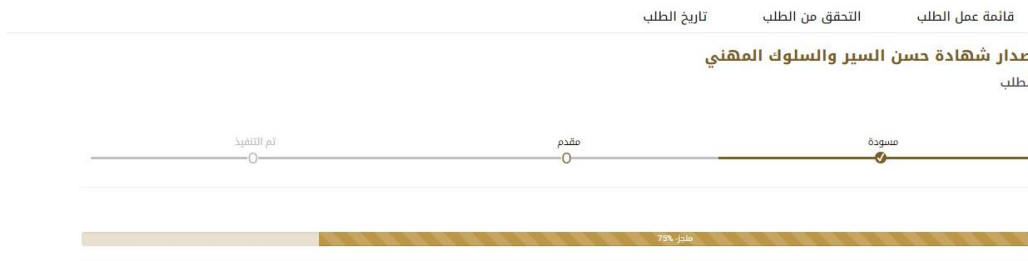 قائمة عمل الطلب التحقق من الطلب تاريخ الطلب
صدار شهادة حسن السير والسلوك المهني
طلب
مسودة مقدم تم التنفيذ
منجز- 75%